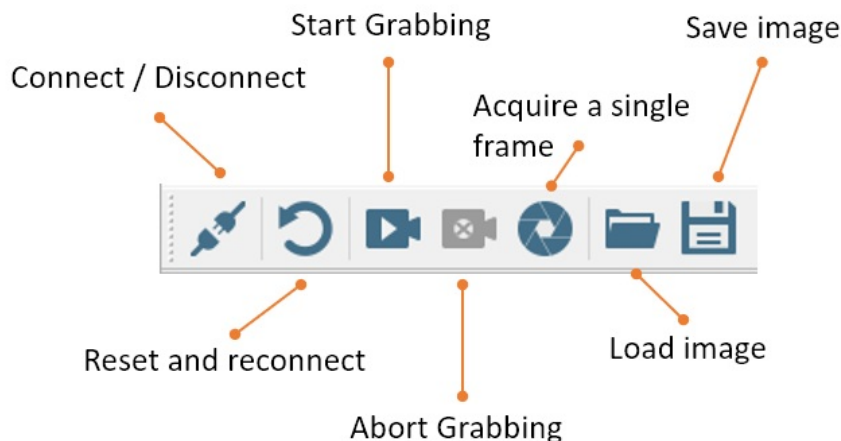 Start Grabbing
Save image
Connect / Disconnect
Acquire a single
frame
Reset and reconnect
Load image
Abort Grabbing